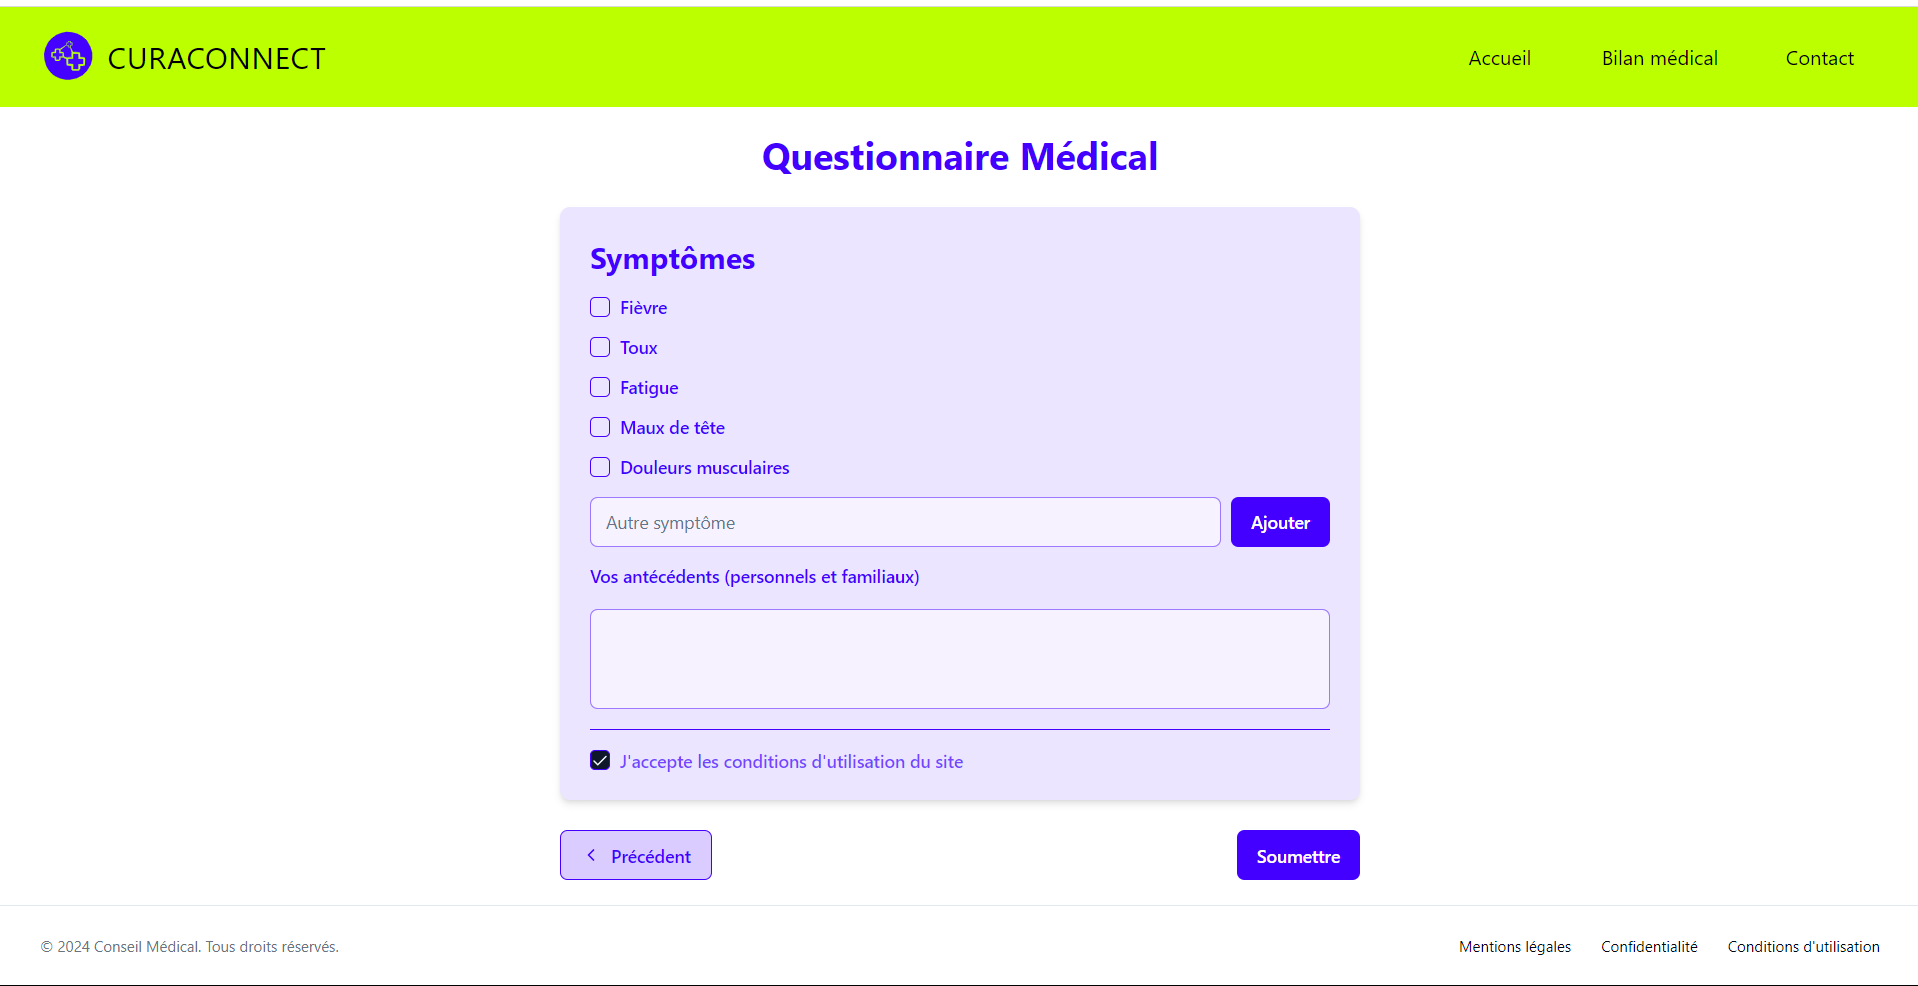 CURACONNECT
Accueil Bilan médical Contact
Questionnaire Médical
Symptômes
Fièvre
Toux
Fatigue
Maux de tête
Douleurs musculaires
Autre symptôme Ajouter
Vos antécédents (personnels et familiaux)
J'accepte les conditions d'utilisation du site
Précédent Soumettre
© 2024 Conseil Médical. Tous droits réservés.
Mentions légales Confidentialité Conditions d'utilisation